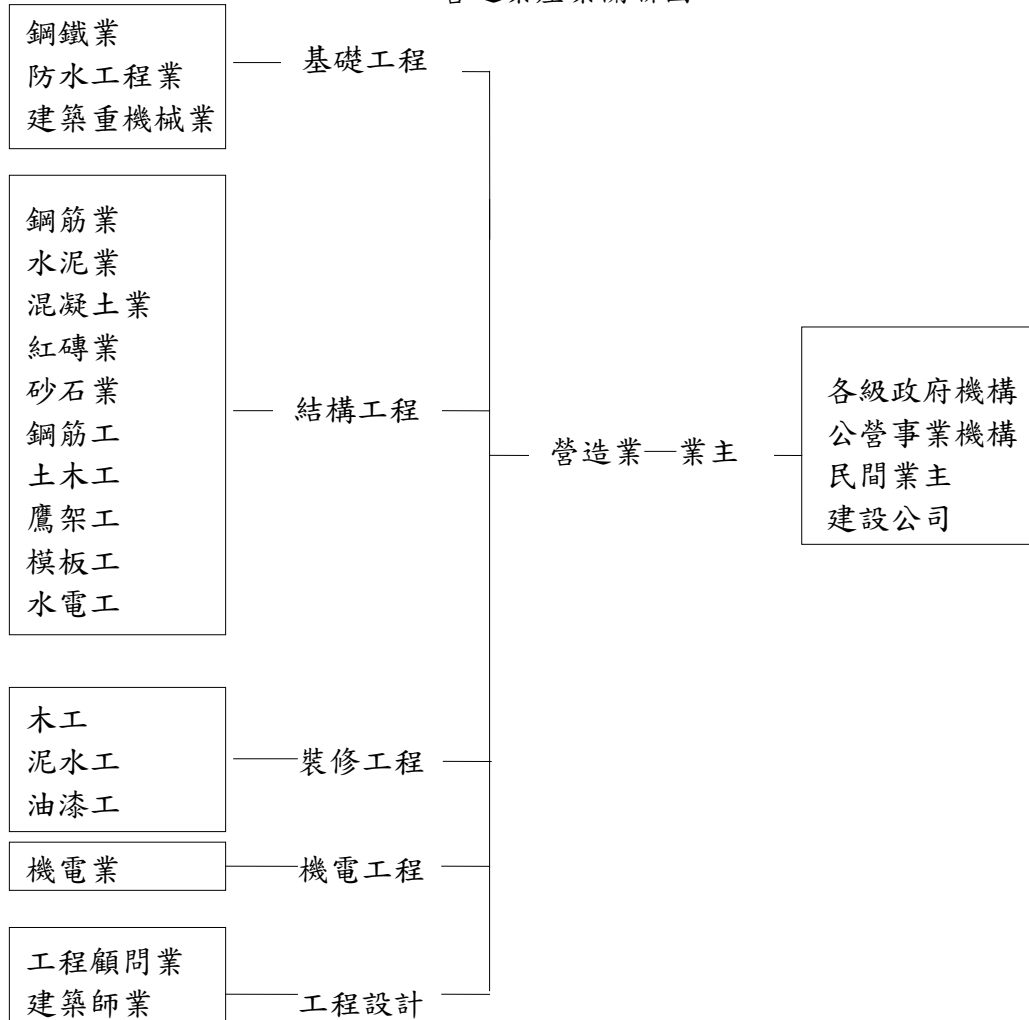 鋼鐵業
防水工程業
建築重機械業
基礎工程
鋼筋業
水泥業
混凝土業
紅磚業
砂石業
鋼筋工
土木工
鷹架工
模板工
水電工
結構工程
營造業 業主
各級政府機構
公營事業機構
民間業主
建設公司
木工
泥水工
油漆工
裝修工程
機電業
機電工程
工程顧問業
建築師業
工程設計